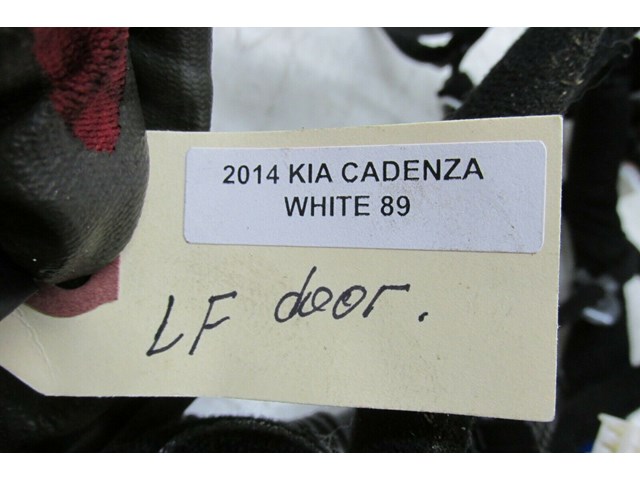 2014 KIA CADENZA
WHITE 89
LF door.